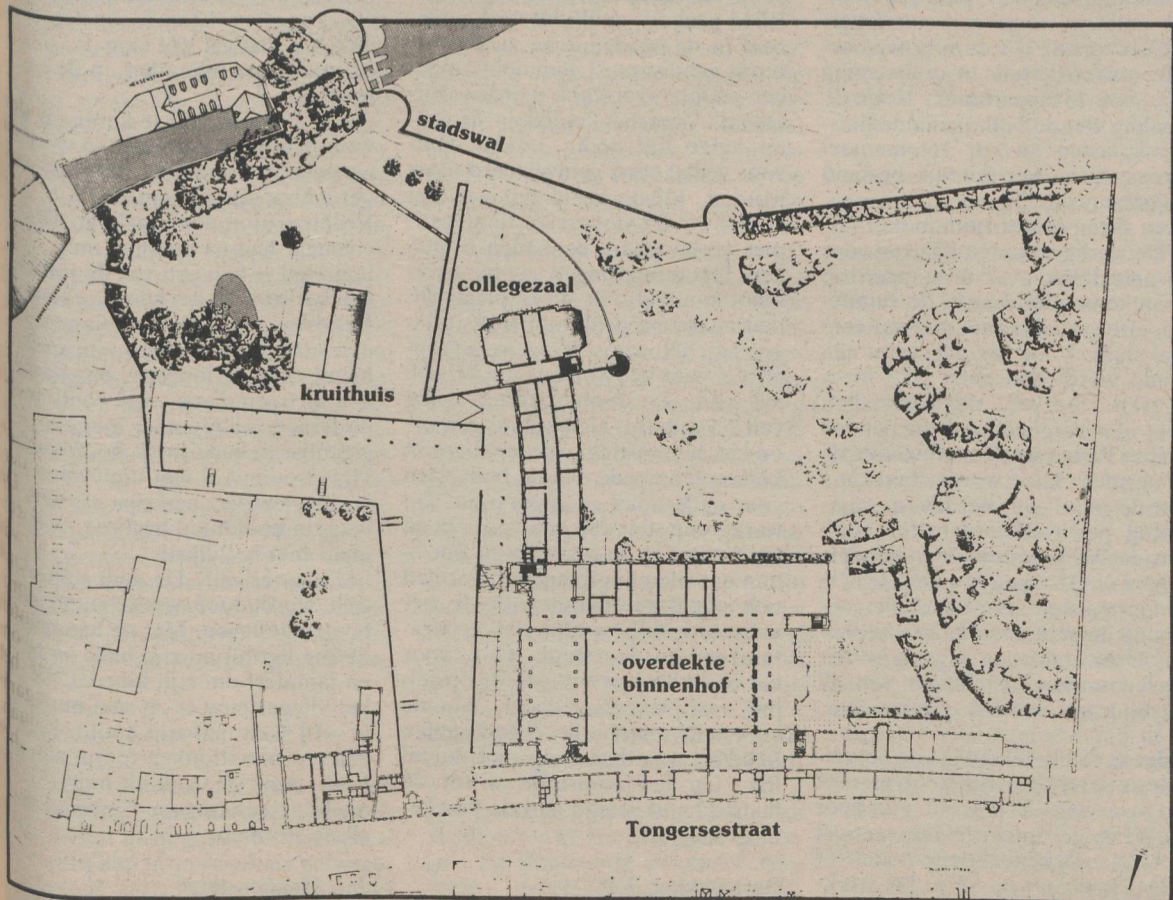 stadswal
collegezaal
kruithuis
overdekte
binnenhof
Tongersestraat